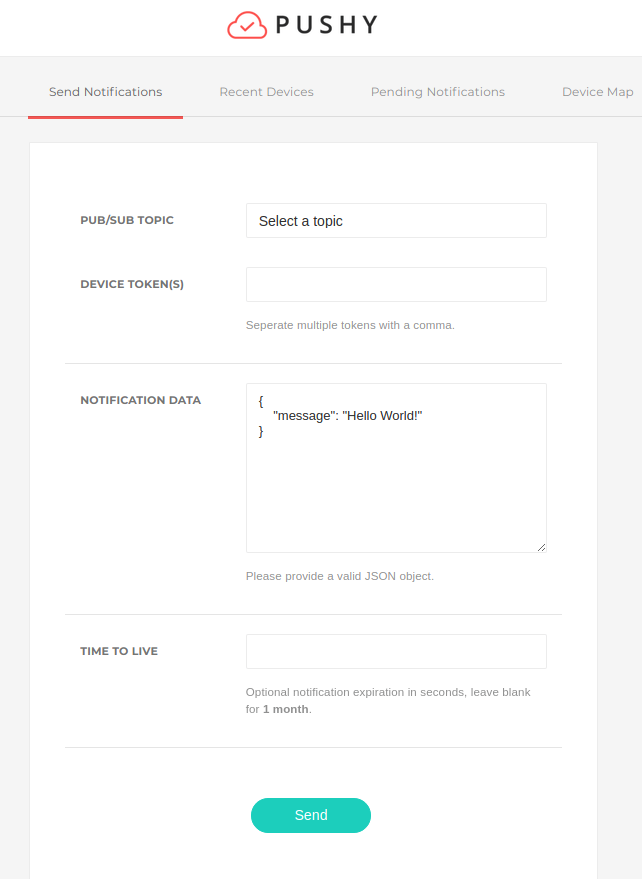 PUSHY
Send Notifications Recent Devices Pending Notifications Device Map
PUB/SUB TOPIC Select a topic
DEVICE TOKEN(S)
Seperate multiple tokens with a comma.
NOTIFICATION DATA {
"message": "Hello World!"
}
Please provide a valid JSON object.
TIME TO LIVE
Optional notification expiration in seconds, leave blank
for 1 month.
Send